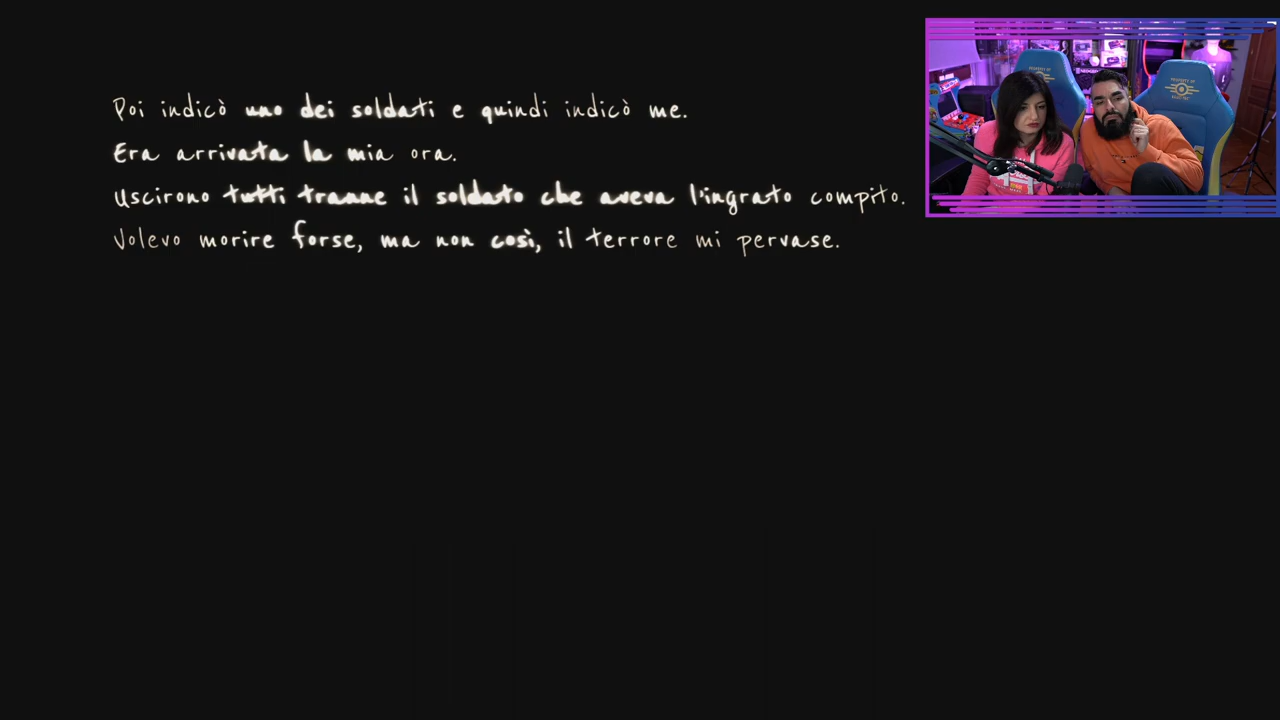 Poi indicò uno dei soldati e quindi indicò me.
Era arrivata la mia ora.
Uscirono tutti tranne il soldato che aveva l'ingrato compito.
Volevo morire forse, ma non così, il terrore mi pervase.